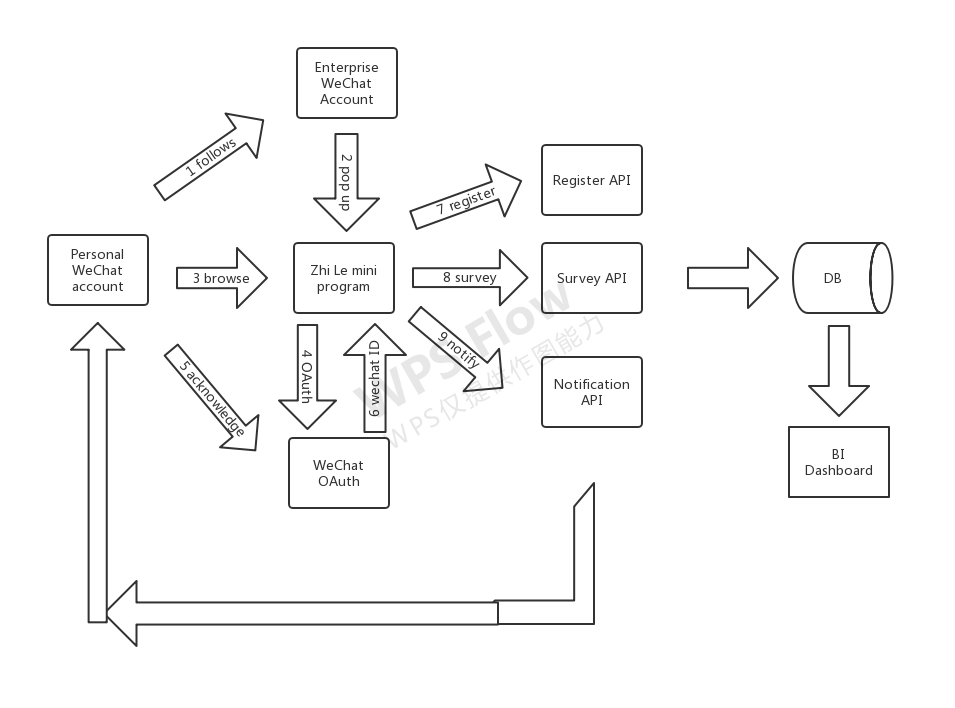 Enterprise
WeChat
Account
1 follows
2 pop up
7 register
Register API
Personal
WeChat
account
3 browse
Zhi Le mini
program
8 survey
Survey API
DB
4 OAuth
5 acknowledge
6 wechat ID
9 notify
WPS Flow
WPS仅提供作图能力
Notification
API
WeChat
OAuth
BI
Dashboard